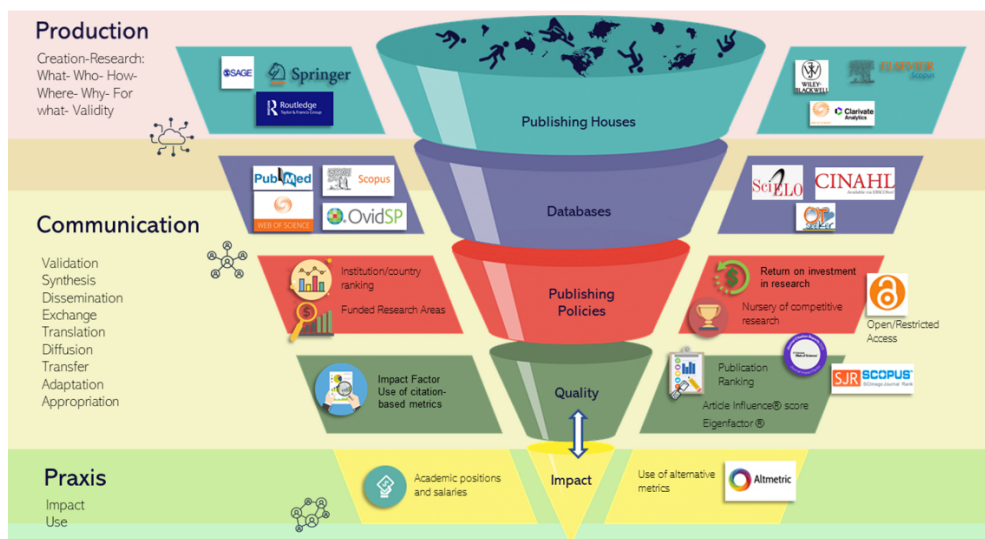 Production
Creation-Research:
What- Who- How-
Where- Why- For
what- Validity
SAGE
Springer
Routledge
Taylor & Francis Group
Publishing Houses
WILEY-
BLACKWELL
ELSEVIER
Scopus
Clarivate
Analytics
Communication
Validation
Synthesis
Dissemination
Exchange
Translation
Diffusion
Transfer
Adaptation
Appropriation
PubMed
Scopus
WEB OF SCIENCE
OvidSP
Databases
SciELO
CINAHL
OT
seeker
Institution/country
ranking
Funded Research Areas
Publishing
Policies
Return on investment
in research
Nursery of competitive
research
Open/Restricted
Access
Impact Factor
Use of citation-
based metrics
Quality
Publication
Ranking
Article Influence® score
Eigenfactor ®
SJR SCOPUS
SCImago Journal Rank
Praxis
Impact
Use
Academic positions
and salaries
Impact
Use of alternative
metrics
Altmetric